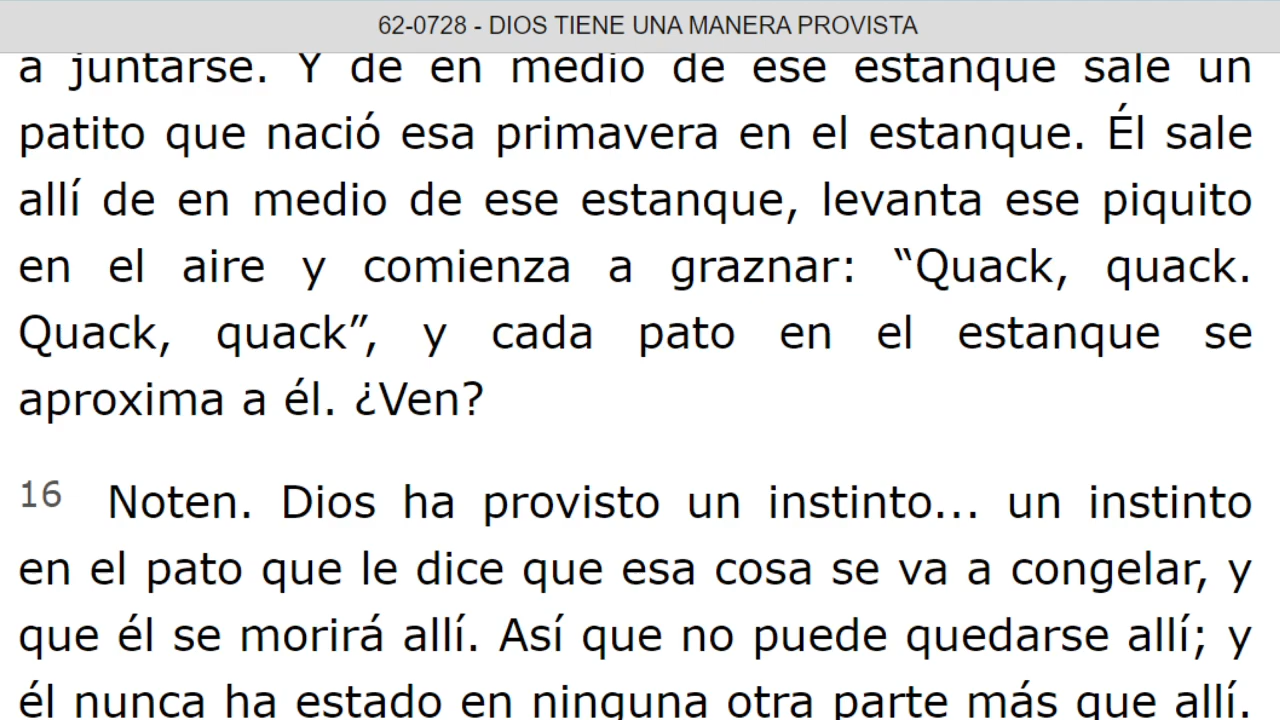 62-0728 - DIOS TIENE UNA MANERA PROVISTA
a juntarse. Y de en medio de ese estanque sale un
patito que nació esa primavera en el estanque. Él sale
allí de en medio de ese estanque, levanta ese piquito
en el aire y comienza a graznar: “Quack, quack.
Quack, quack”, y cada pato en el estanque se
aproxima a él. ¿Ven?
16 Noten. Dios ha provisto un instinto… un instinto
en el pato que le dice que esa cosa se va a congelar, y
que él se morirá allí. Así que no puede quedarse allí; y
él nunca ha estado en ninguna otra parte más que allí.